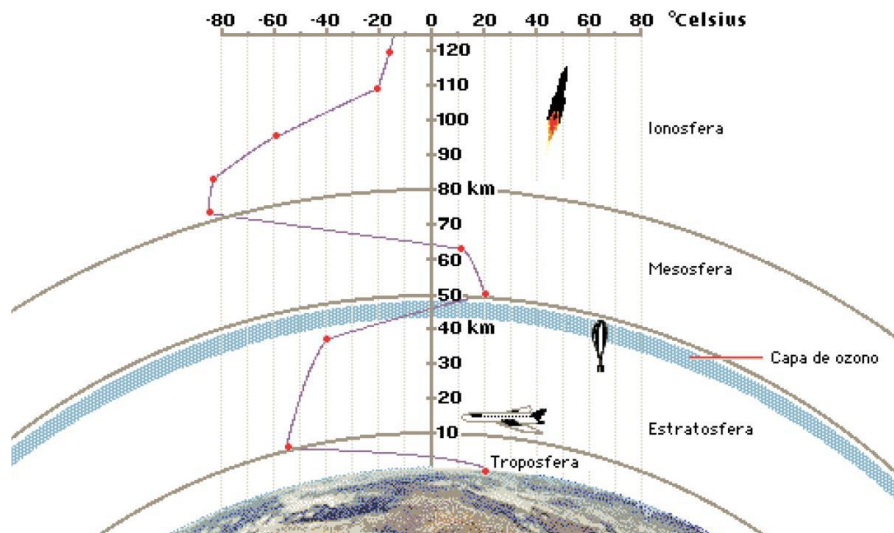 -80 -60 -40 -20 0 20 40 60 80 °Celsius
120
110
100
90
80 km
70
60
50
40 km
30
20
10
Ionosfera
Mesosfera
Capa de ozono
Estratosfera
Troposfera